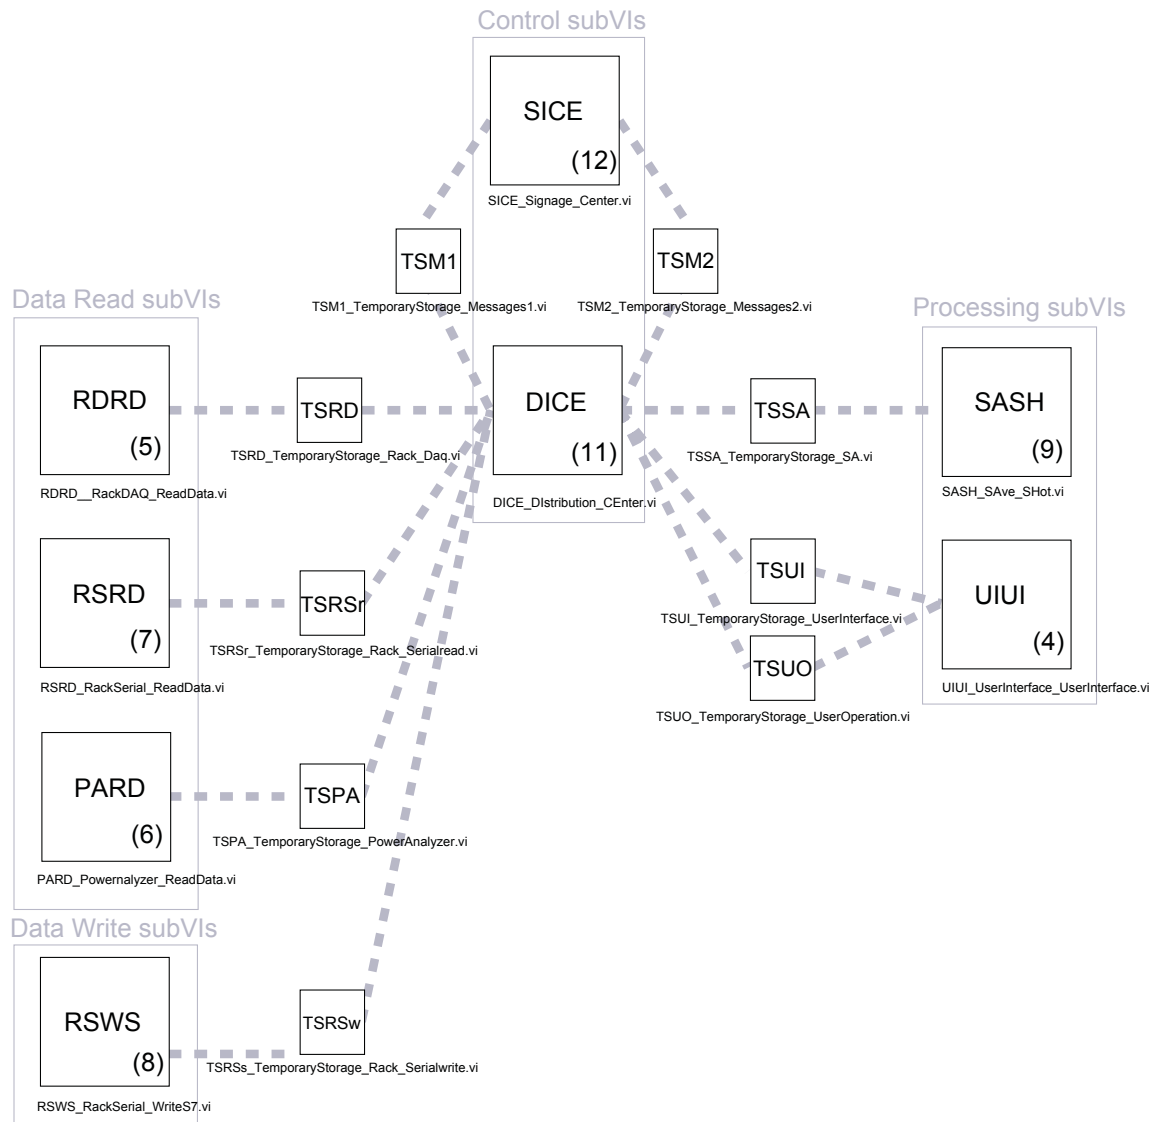 Control subVIs
SICE
(12)
SICE_Signage_Center.vi
TSM1
TSM1_TemporaryStorage_Messages1.vi
TSM2
TSM2_TemporaryStorage_Messages2.vi
Data Read subVIs
RDRD
(5)
RDRD__RackDAQ_ReadData.vi
TSRD
TSRD_TemporaryStorage_Rack_Daq.vi
DICE
(11)
DICE_DIstribution_CEnter.vi
TSSA
TSSA_TemporaryStorage_SA.vi
Processing subVIs
SASH
(9)
SASH_SAve_SHot.vi
RSRD
(7)
RSRD_RackSerial_ReadData.vi
TSRSr
TSRSr_TemporaryStorage_Rack_Serialread.vi
TSUI
TSUI_TemporaryStorage_UserInterface.vi
TSUO
TSUO_TemporaryStorage_UserOperation.vi
UIUI
(4)
UIUI_UserInterface_UserInterface.vi
PARD
(6)
PARD_Powernalyzer_ReadData.vi
TSPA
TSPA_TemporaryStorage_PowerAnalyzer.vi
Data Write subVIs
RSWS
(8)
RSWS_RackSerial_WriteS7.vi
TSRSw
TSRSs_TemporaryStorage_Rack_Serialwrite.vi